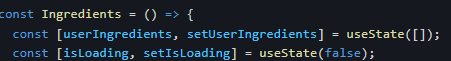 const Ingredients = () => {
  const [userIngredients, setUserIngredients] = useState([]);
  const [isLoading, setIsLoading] = useState(false);